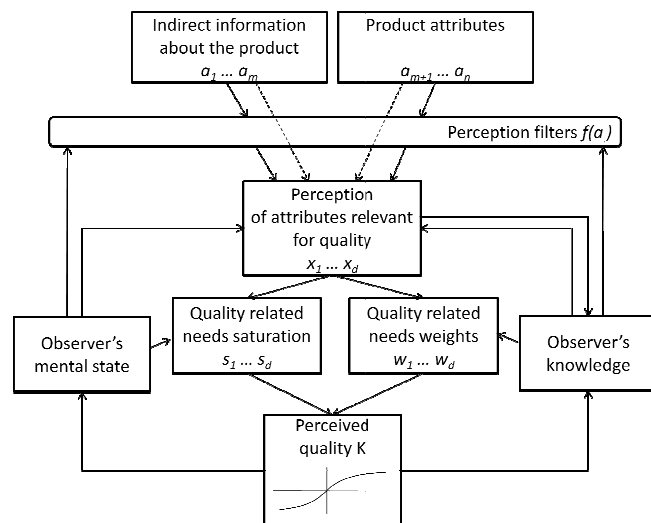 Indirect information
about the product
a1 ... am
Product attributes
am+1 ... an
Perception filters f(a )
Perception
of attributes relevant
for quality
x1 ... xd
Quality related
needs saturation
s1 ... sd
Quality related
needs weights
w1 ... wd
Observer's
mental state
Observer's
knowledge
Perceived
quality K